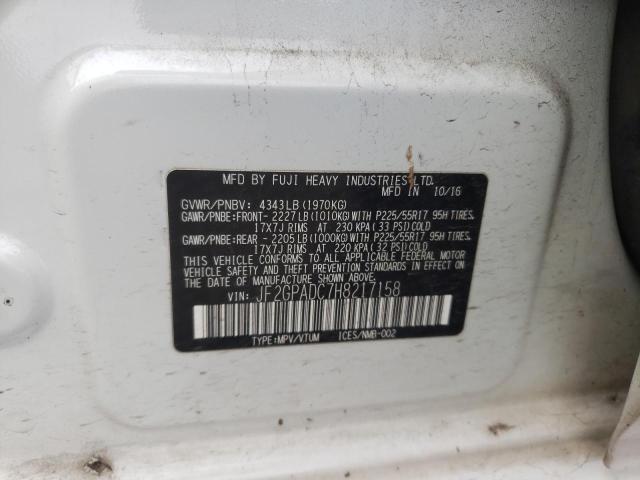 MFD BY FUJI HEAVY INDUSTRIES LTD.
MFD IN 10/16
GVWR/PNBV: 4343LB (1970KG)
GAWR/PNBE:FRONT- 2227LB (1010KG) WITH P225/55R17 95H TIRES.
17X7J RIMS AT 230 KPA ( 33 PSI) COLD
GAWR/PNBE:REAR - 2205LB (1000KG) WITH P225/55R17 95H TIRES.
17X7J RIMS AT 220 KPA ( 32 PSI) COLD
THIS VEHICLE CONFORMS TO ALL APPLICABLE FEDERAL MOTOR
VEHICLE SAFETY AND THEFT PREVENTION STANDARDS IN EFFECT ON
THE DATE OF MANUFACTURE SHOWN ABOVE.
VIN: JF2GPADC7H8217158
TYPE:MPV/VTUM ICES/NMB-002